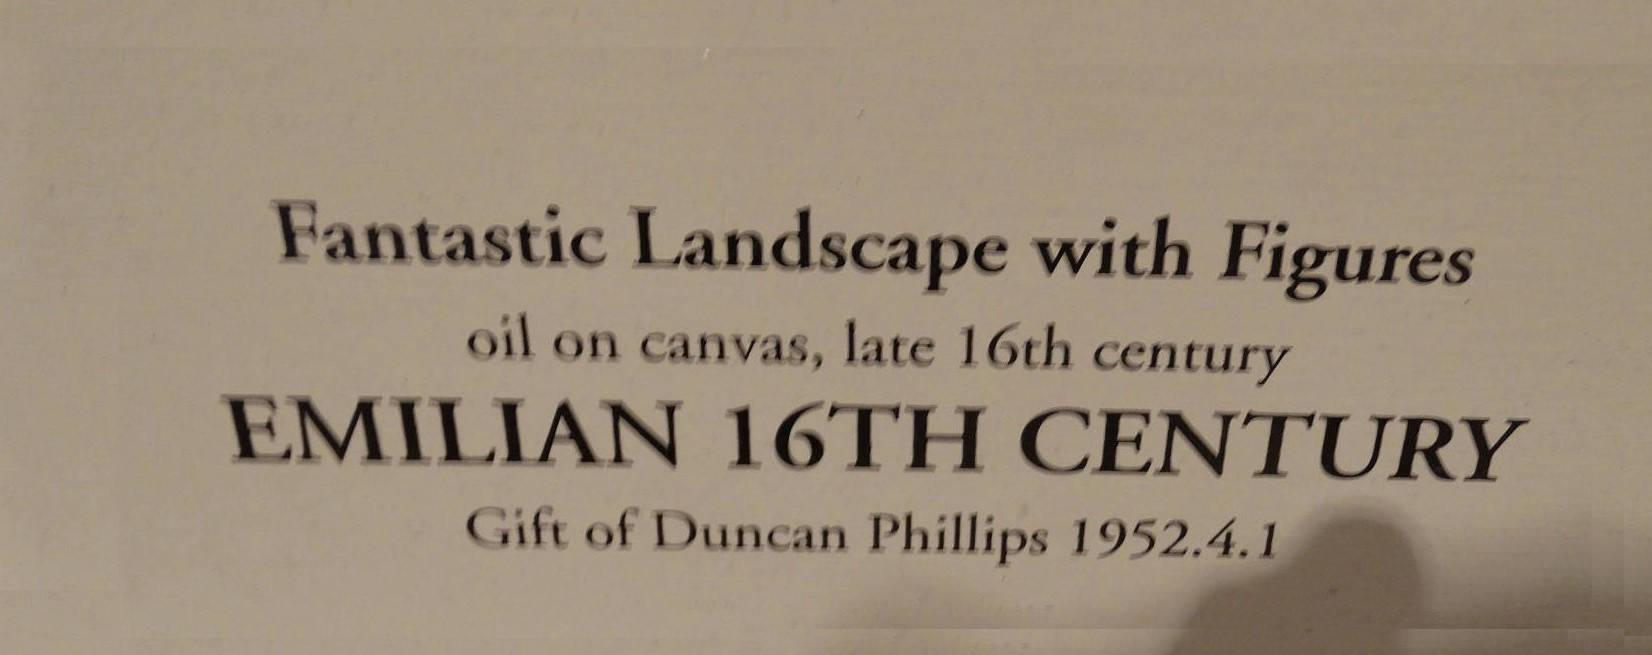 Fantastic Landscape with Figures
oil on canvas, late 16th century
EMILIAN 16TH CENTURY
Gift of Duncan Phillips 1952.4.1